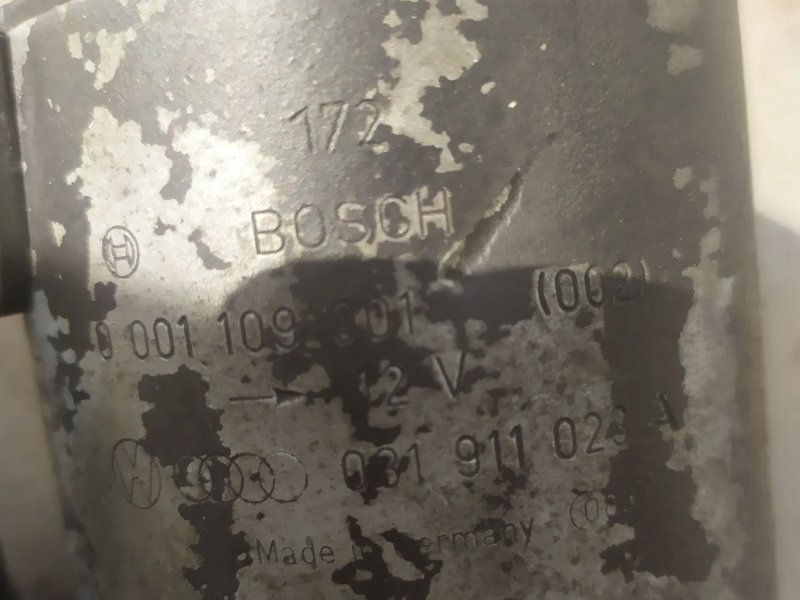 172
BOSCH
0 001 109 001 (002)
12 V
031 911 023 A
Made in Germany